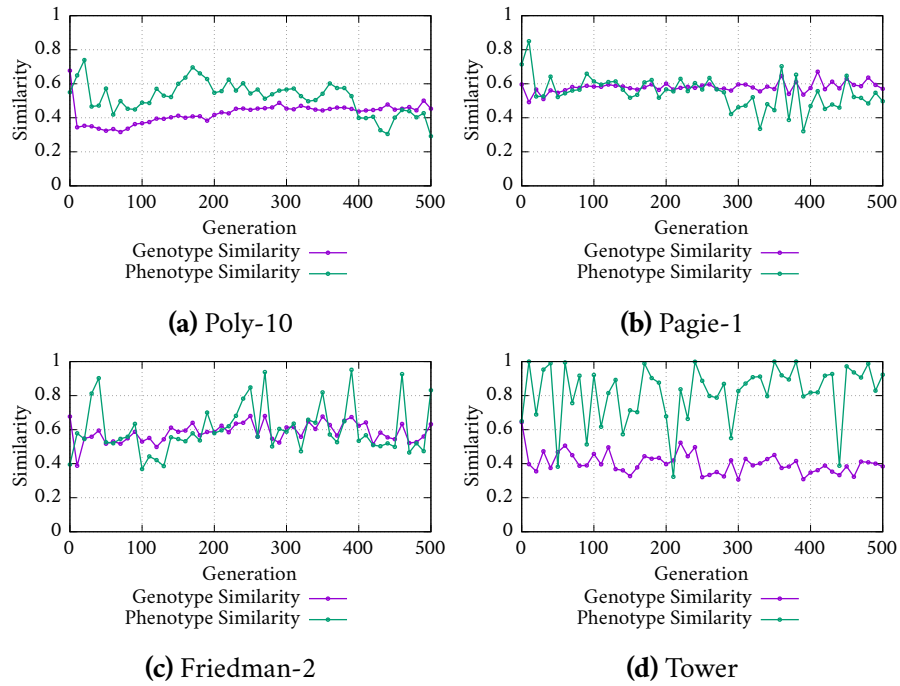 1
0.8
0.6
0.4
0.2
0
Similarity
0 100 200 300 400 500
Generation
Genotype Similarity
Phenotype Similarity
(a) Poly-10
1
0.8
0.6
0.4
0.2
0
Similarity
0 100 200 300 400 500
Generation
Genotype Similarity
Phenotype Similarity
(b) Pagie-1
1
0.8
0.6
0.4
0.2
0
Similarity
0 100 200 300 400 500
Generation
Genotype Similarity
Phenotype Similarity
(c) Friedman-2
1
0.8
0.6
0.4
0.2
0
Similarity
0 100 200 300 400 500
Generation
Genotype Similarity
Phenotype Similarity
(d) Tower